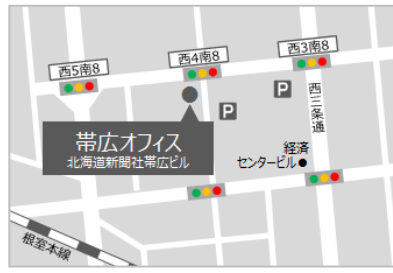 西3南8
西4南8
西5南8
P
P
西三条通
帯広オフィス
北海道新聞社帯広ビル
経済
センタービル
根室本線